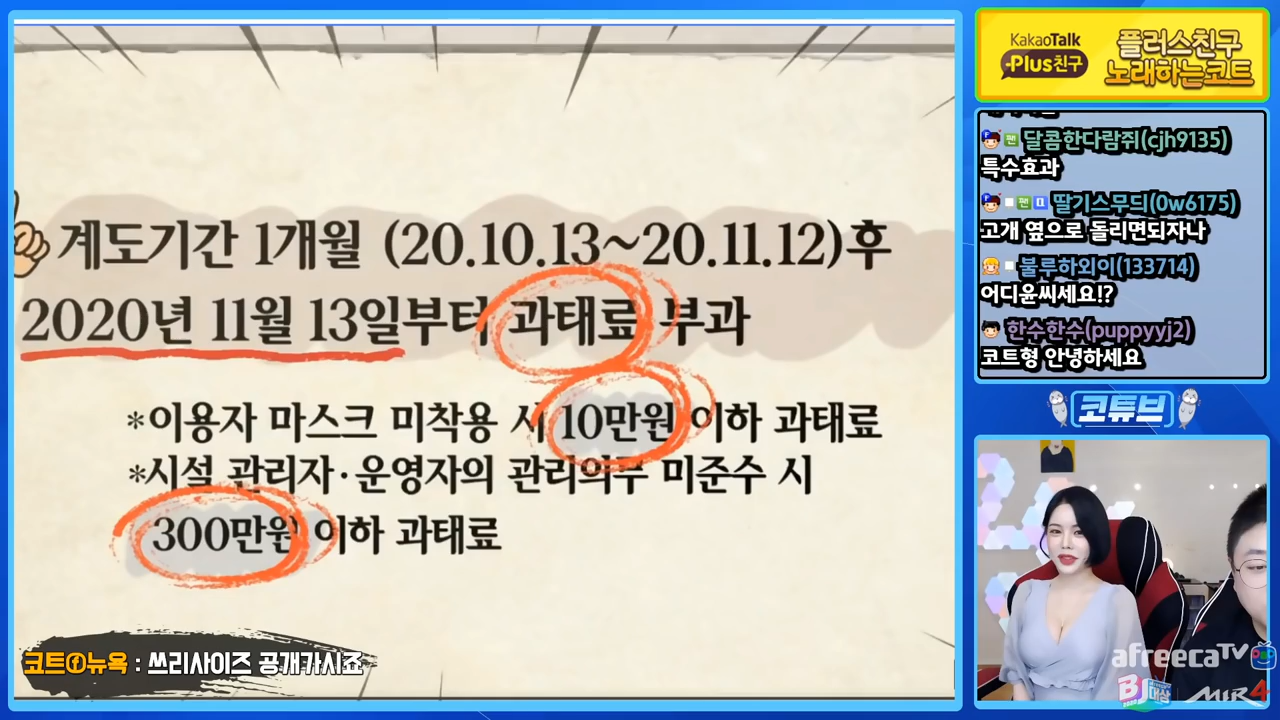 계도기간 1개월 (20.10.13~20.11.12)후
2020년 11월 13일부터 과태료 부과
*이용자 마스크 미착용 시 10만원 이하 과태료
*시설 관리자·운영자의 관리의무 미준수 시
300만원 이하 과태료
코트ⓕ뉴욕 : 쓰리사이즈 공개가시죠
KakaoTalk
Plus친구
플러스친구
노래하는코트
팬 달콤한다람쥐(cjh9135)
특수효과
팬 딸기스무디(0w6175)
고개 옆으로 돌리면되자나
불루하외이(133714)
어디윤씨세요!?
한수한수(puppyyj2)
코트형 안녕하세요
코튜브
afreecaTV
BJ대상 MIR4